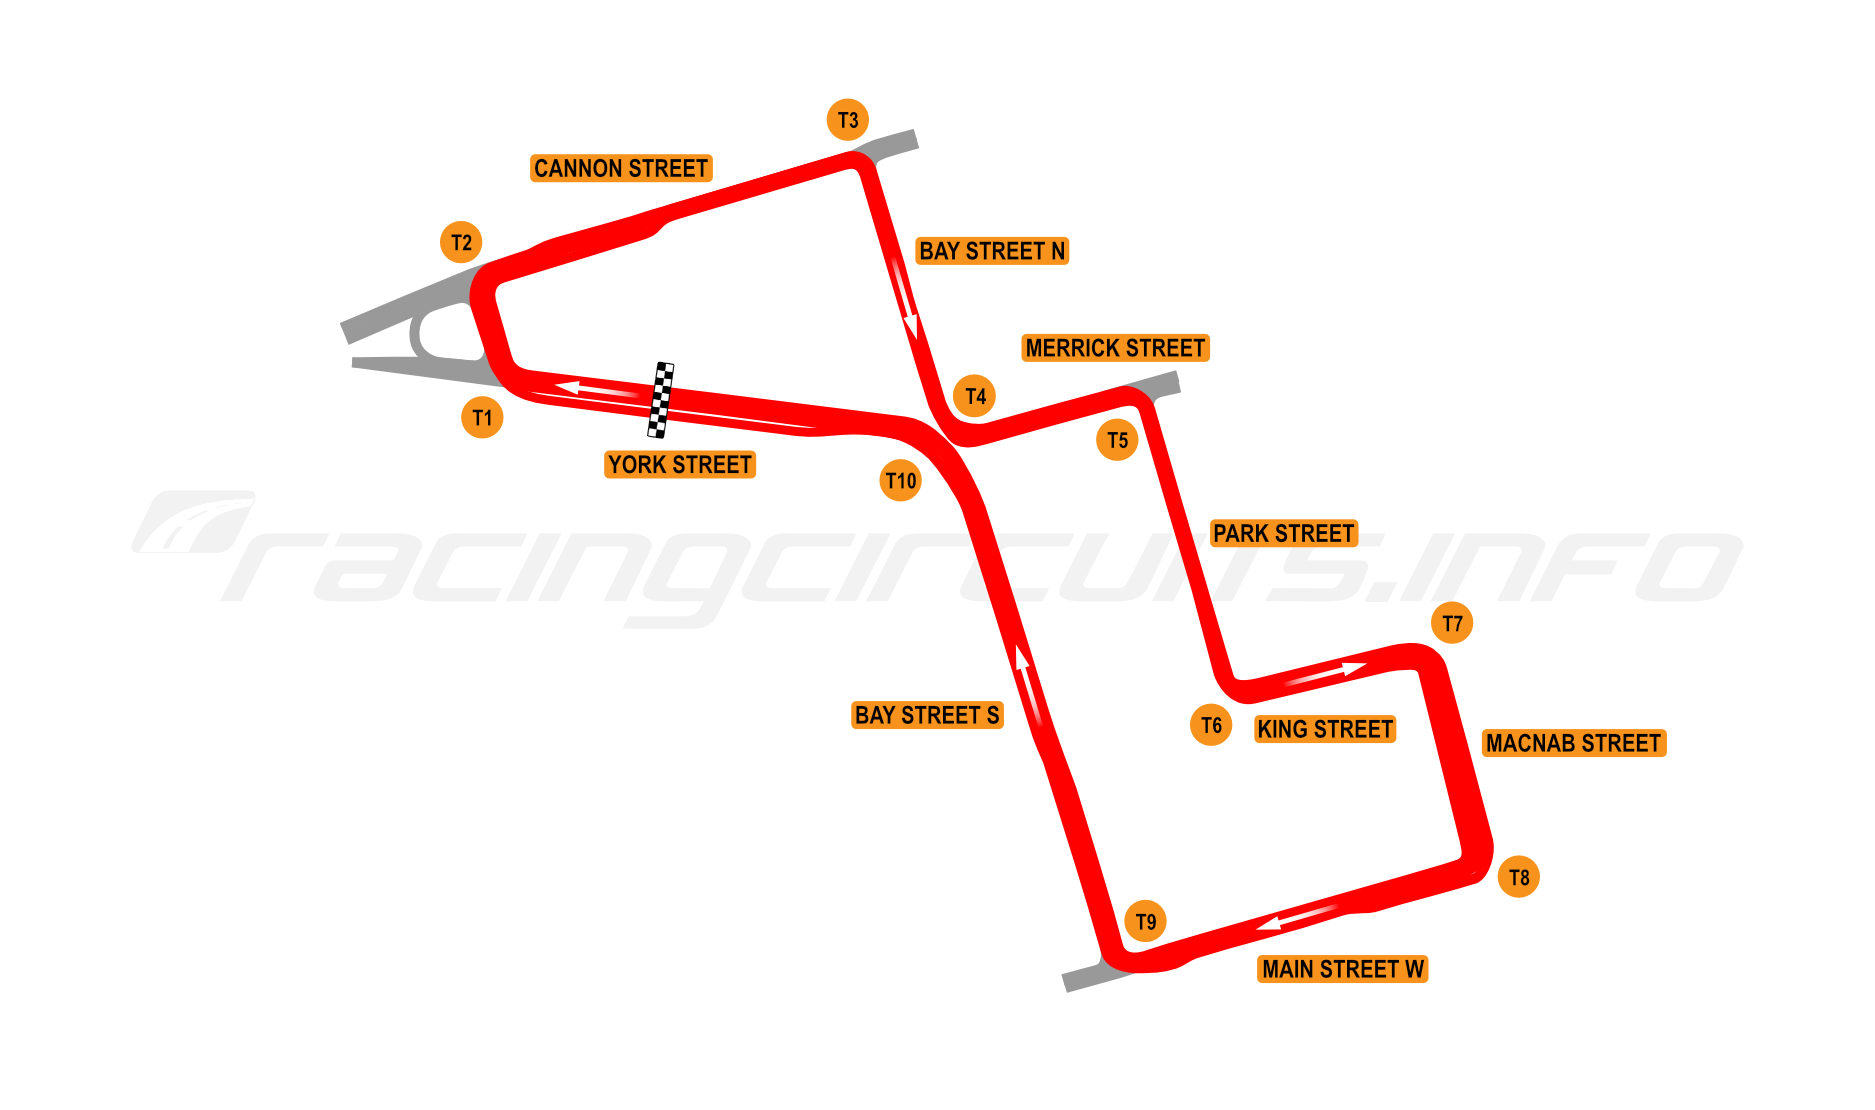 T3
CANNON STREET
T2
BAY STREET N
MERRICK STREET
T4
T1
T5
YORK STREET
T10
PARK STREET
racingcircuits.info
T7
BAY STREET S
T6
KING STREET
MACNAB STREET
T8
T9
MAIN STREET W